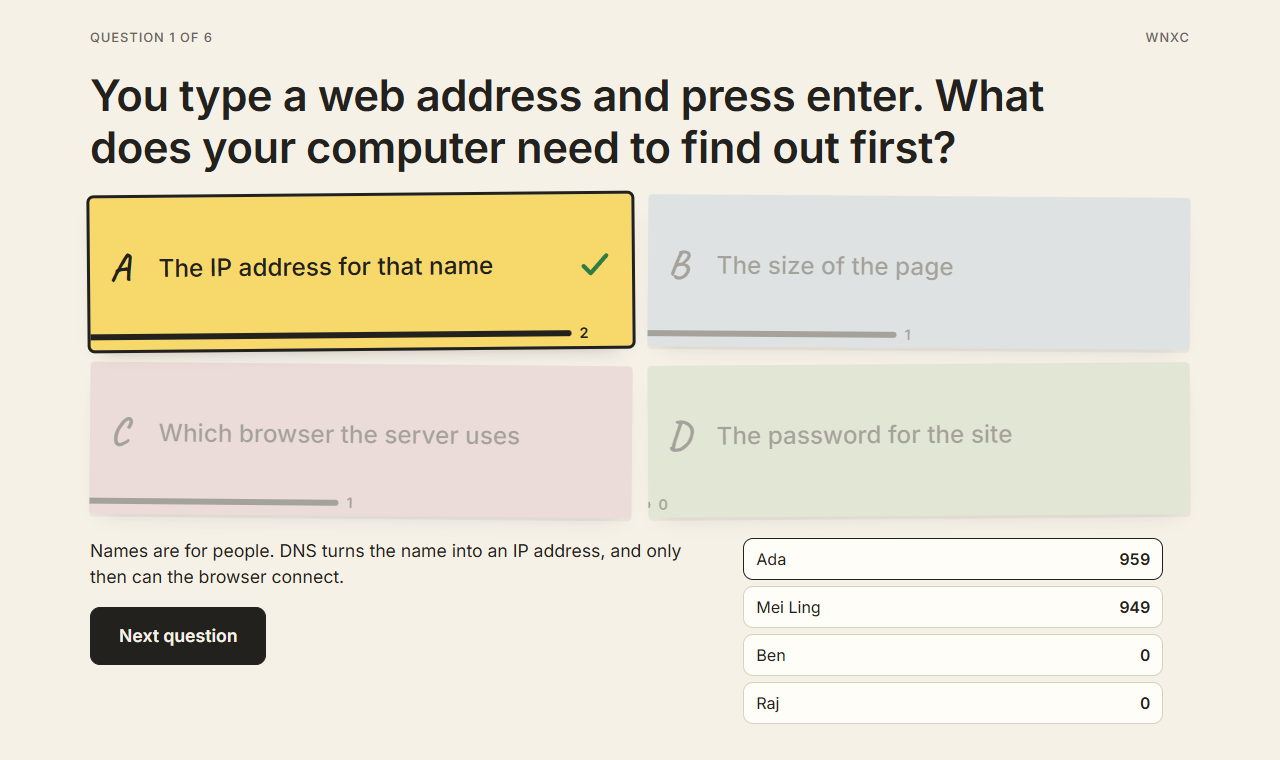 QUESTION 1 OF 6
WNXC
You type a web address and press enter. What
does your computer need to find out first?
A The IP address for that name
2
B The size of the page
1
C Which browser the server uses
1
D The password for the site
0
Names are for people. DNS turns the name into an IP address, and only
then can the browser connect.
Next question
Ada 959
Mei Ling 949
Ben 0
Raj 0